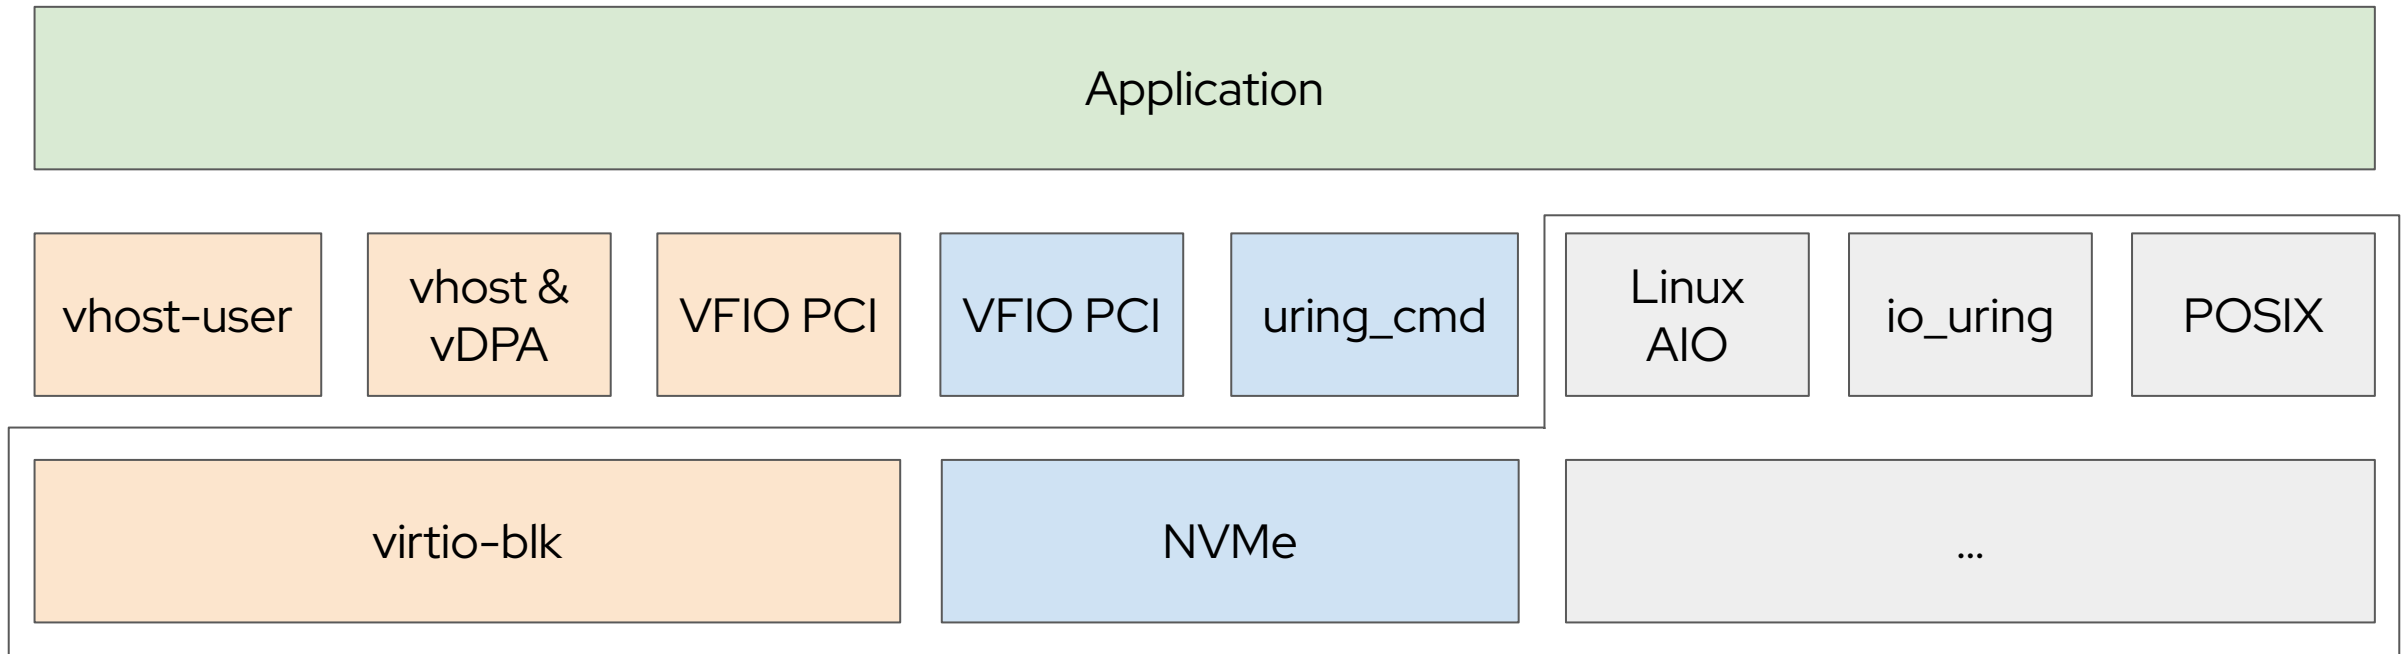 Application
vhost-user
vhost &
vDPA
VFIO PCI
VFIO PCI
uring_cmd
Linux
AIO
io_uring
POSIX
virtio-blk
NVMe
...